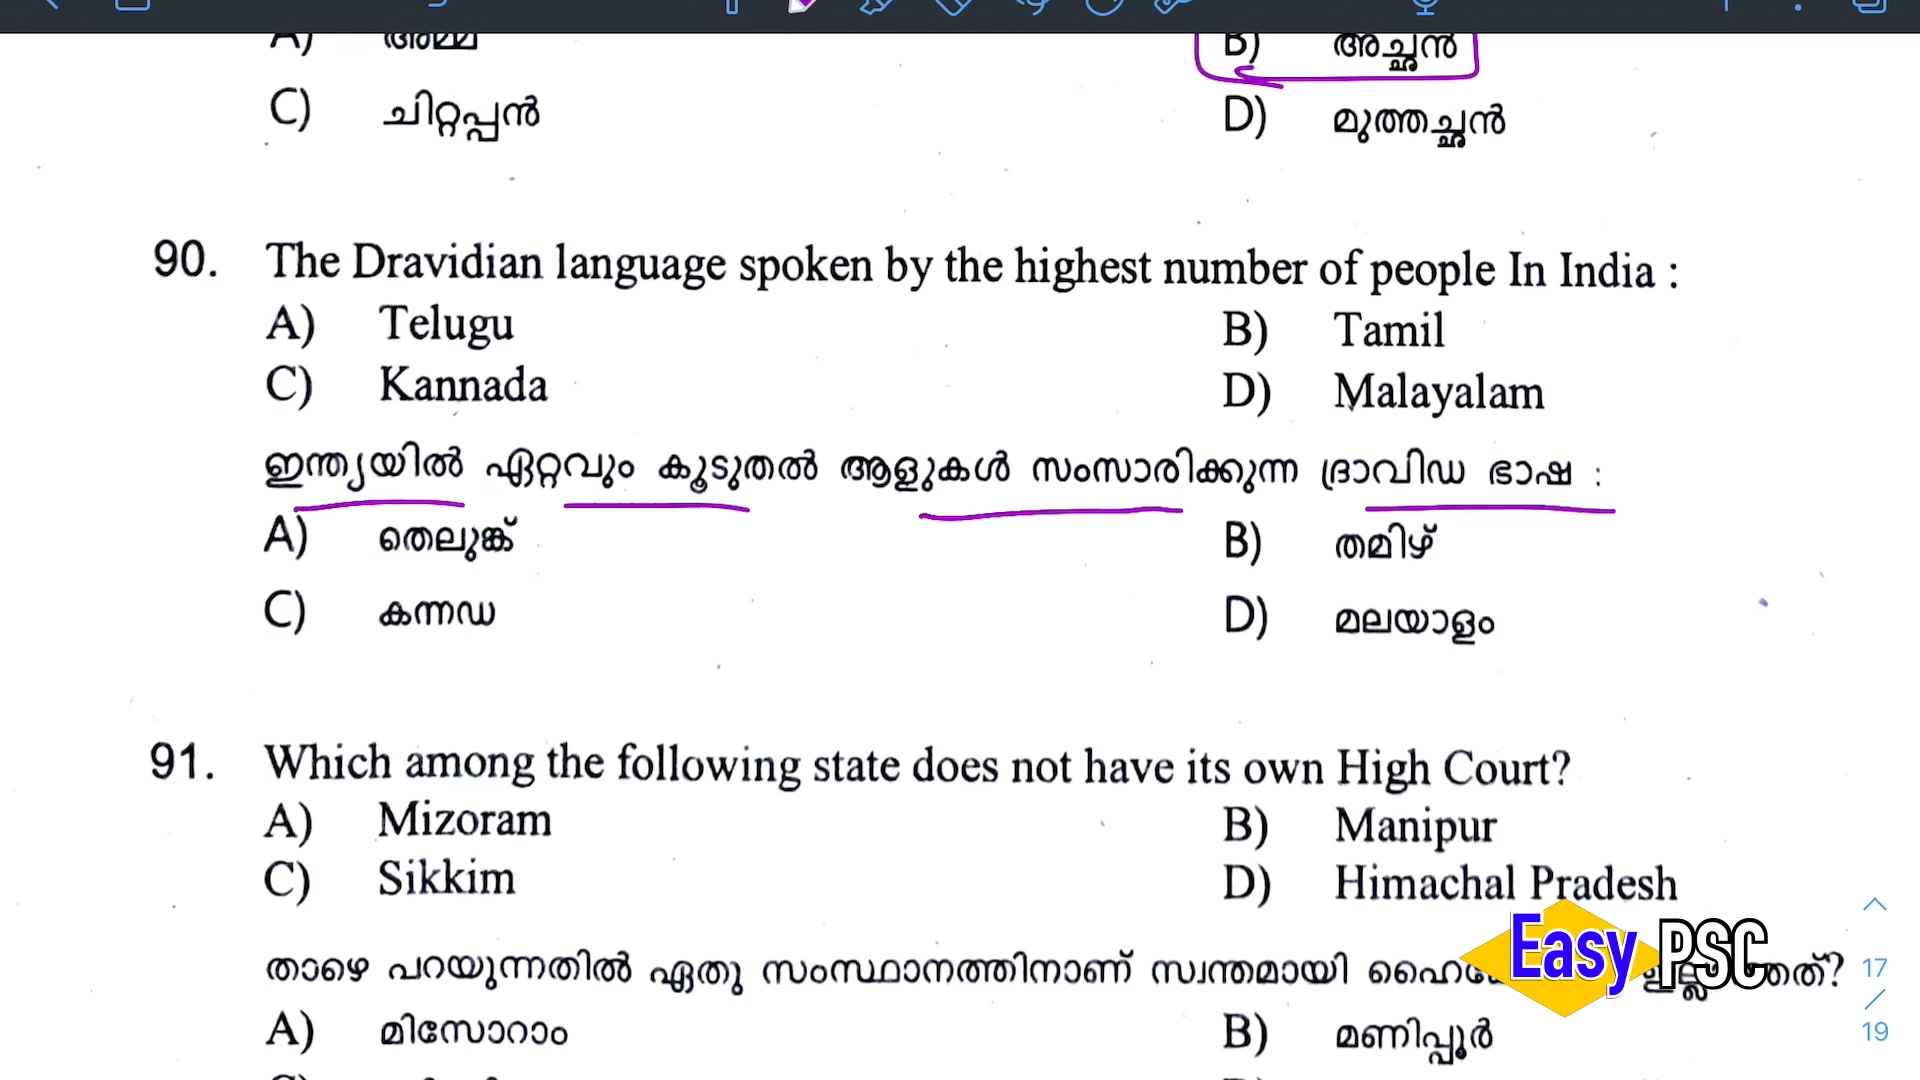 A) അമ്മ B) അച്ഛൻ
C) ചിറ്റപ്പൻ D) മുത്തച്ഛൻ
90. The Dravidian language spoken by the highest number of people In India :
A) Telugu B) Tamil
C) Kannada D) Malayalam
ഇന്ത്യയിൽ ഏറ്റവും കൂടുതൽ ആളുകൾ സംസാരിക്കുന്ന ദ്രാവിഡ ഭാഷ :
A) തെലുങ്ക് B) തമിഴ്
C) കന്നഡ D) മലയാളം
91. Which among the following state does not have its own High Court?
A) Mizoram B) Manipur
C) Sikkim D) Himachal Pradesh
താഴെ പറയുന്നതിൽ ഏതു സംസ്ഥാനത്തിനാണ് സ്വന്തമായി
Easy PSC
17
/
19
A) മിസോറാം B) മണിപ്പൂർ